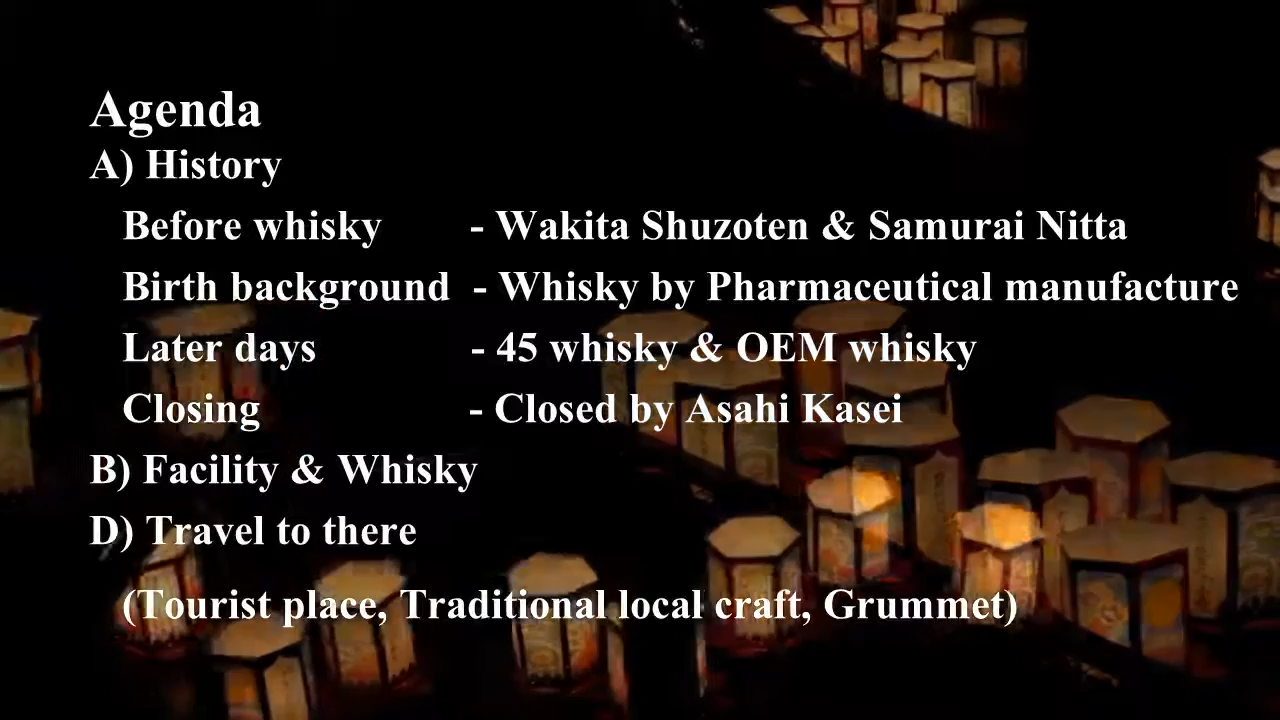 Agenda
A) History
Before whisky - Wakita Shuzoten & Samurai Nitta
Birth background - Whisky by Pharmaceutical manufacture
Later days - 45 whisky & OEM whisky
Closing - Closed by Asahi Kasei
B) Facility & Whisky
D) Travel to there
(Tourist place, Traditional local craft, Grummet)